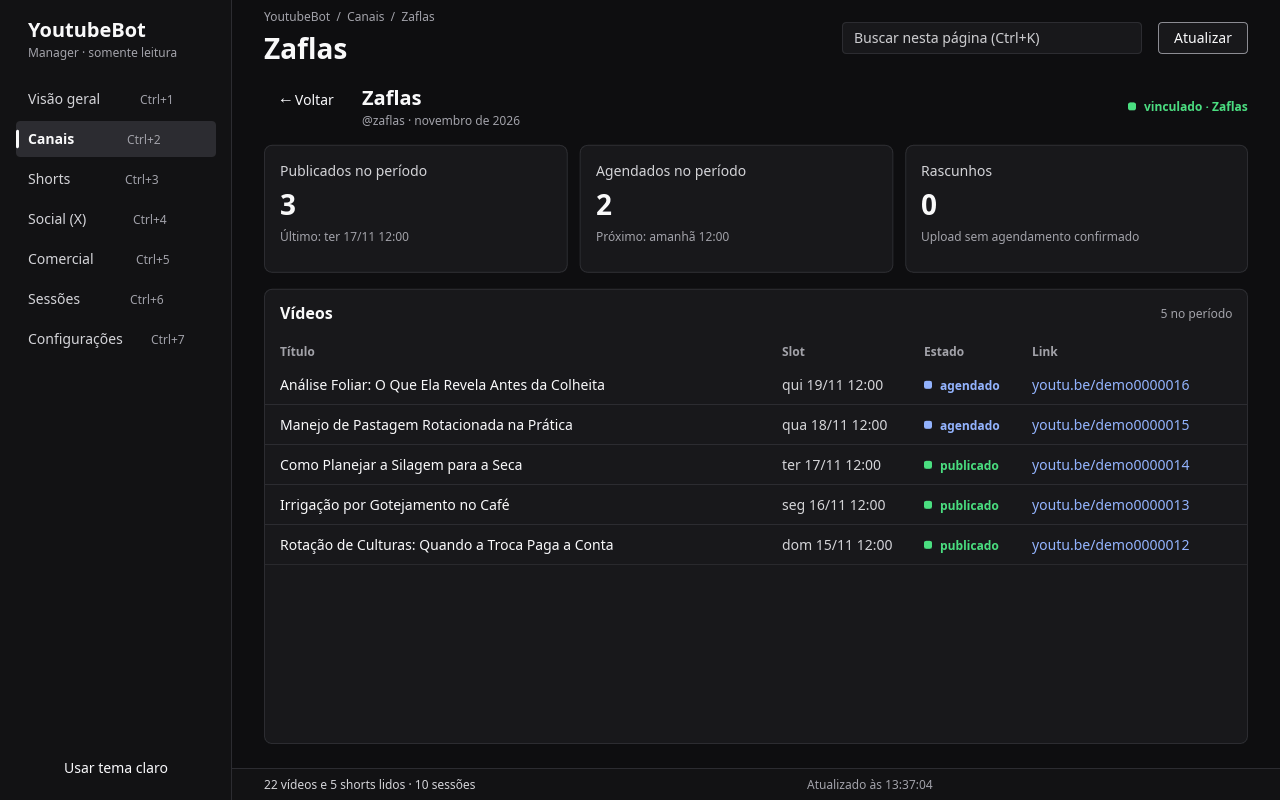 YoutubeBot
Manager · somente leitura
Visão geral Ctrl+1
Canais Ctrl+2
Shorts Ctrl+3
Social (X) Ctrl+4
Comercial Ctrl+5
Sessões Ctrl+6
Configurações Ctrl+7
Usar tema claro
YoutubeBot / Canais / Zaflas
Zaflas
Buscar nesta página (Ctrl+K)
Atualizar
← Voltar
Zaflas
@zaflas · novembro de 2026
vinculado · Zaflas
Publicados no período
3
Último: ter 17/11 12:00
Agendados no período
2
Próximo: amanhã 12:00
Rascunhos
0
Upload sem agendamento confirmado
Vídeos 5 no período
Título Slot Estado Link
Análise Foliar: O Que Ela Revela Antes da Colheita qui 19/11 12:00 agendado youtu.be/demo0000016
Manejo de Pastagem Rotacionada na Prática qua 18/11 12:00 agendado youtu.be/demo0000015
Como Planejar a Silagem para a Seca ter 17/11 12:00 publicado youtu.be/demo0000014
Irrigação por Gotejamento no Café seg 16/11 12:00 publicado youtu.be/demo0000013
Rotação de Culturas: Quando a Troca Paga a Conta dom 15/11 12:00 publicado youtu.be/demo0000012
22 vídeos e 5 shorts lidos · 10 sessões Atualizado às 13:37:04